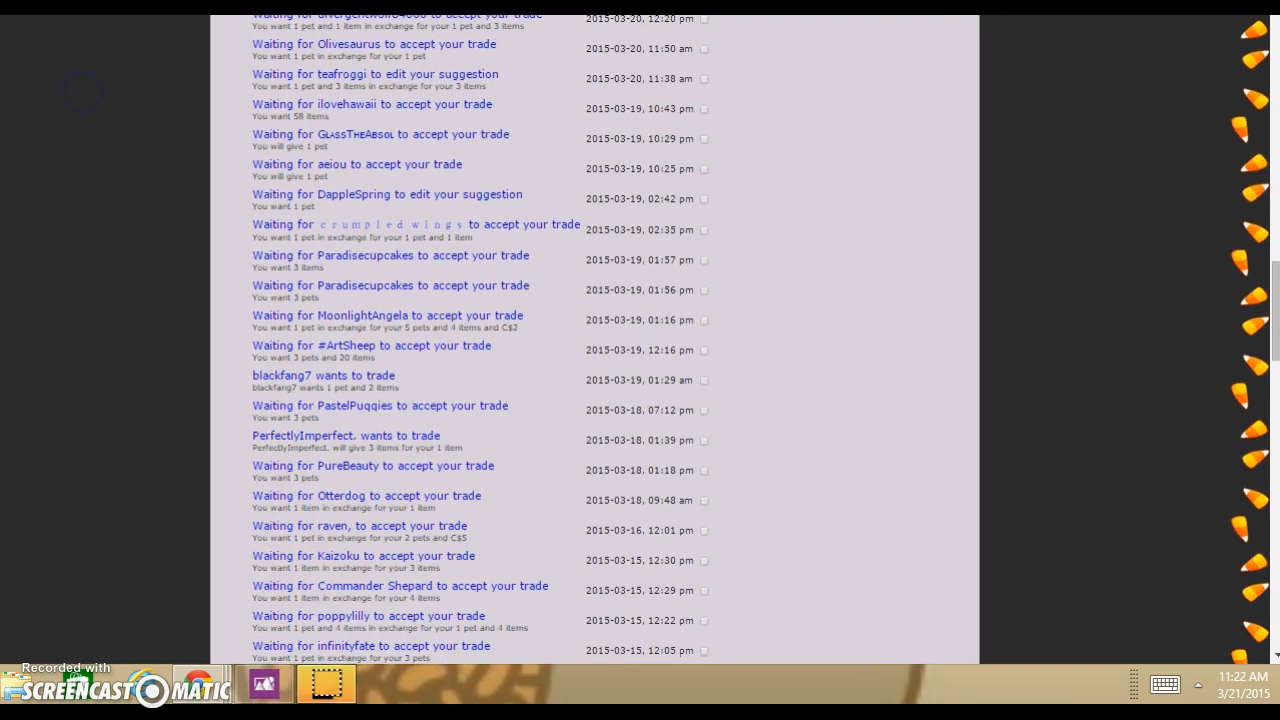 Waiting for divergentwolf04000 to accept your trade
You want 1 pet and 1 item in exchange for your 1 pet and 3 items
2015-03-20, 12:20 pm
Waiting for Olivesaurus to accept your trade
You want 1 pet in exchange for your 1 pet
2015-03-20, 11:50 am
Waiting for teafroggi to edit your suggestion
You want 1 pet and 3 items in exchange for your 3 items
2015-03-20, 11:38 am
Waiting for ilovehawaii to accept your trade
You want 58 items
2015-03-19, 10:43 pm
Waiting for GʟᴀssTʜᴇAʙsᴏʟ to accept your trade
You will give 1 pet
2015-03-19, 10:29 pm
Waiting for aeiou to accept your trade
You will give 1 pet
2015-03-19, 10:25 pm
Waiting for DappleSpring to edit your suggestion
You want 1 pet
2015-03-19, 02:42 pm
Waiting for ｃｒｕｍｐｌｅｄ ｗｉｎｇｓ to accept your trade
You want 1 pet in exchange for your 1 pet and 1 item
2015-03-19, 02:35 pm
Waiting for Paradisecupcakes to accept your trade
You want 3 items
2015-03-19, 01:57 pm
Waiting for Paradisecupcakes to accept your trade
You want 3 pets
2015-03-19, 01:56 pm
Waiting for MoonlightAngela to accept your trade
You want 1 pet in exchange for your 5 pets and 4 items and C$2
2015-03-19, 01:16 pm
Waiting for #ArtSheep to accept your trade
You want 3 pets and 20 items
2015-03-19, 12:16 pm
blackfang7 wants to trade
blackfang7 wants 1 pet and 2 items
2015-03-19, 01:29 am
Waiting for PastelPuqqies to accept your trade
You want 3 pets
2015-03-18, 07:12 pm
PerfectlyImperfect. wants to trade
PerfectlyImperfect. will give 3 items for your 1 item
2015-03-18, 01:39 pm
Waiting for PureBeauty to accept your trade
You want 3 pets
2015-03-18, 01:18 pm
Waiting for Otterdog to accept your trade
You want 1 item in exchange for your 1 item
2015-03-18, 09:48 am
Waiting for raven, to accept your trade
You want 1 pet in exchange for your 2 pets and C$5
2015-03-16, 12:01 pm
Waiting for Kaizoku to accept your trade
You want 1 item in exchange for your 3 items
2015-03-15, 12:30 pm
Waiting for Commander Shepard to accept your trade
You want 1 item in exchange for your 4 items
2015-03-15, 12:29 pm
Waiting for poppylilly to accept your trade
You want 1 pet and 4 items in exchange for your 1 pet and 4 items
2015-03-15, 12:22 pm
Waiting for infinityfate to accept your trade
You want 1 pet in exchange for your 3 pets
2015-03-15, 12:05 pm
Recorded with
SCREENCAST MATIC
11:22 AM
3/21/2015